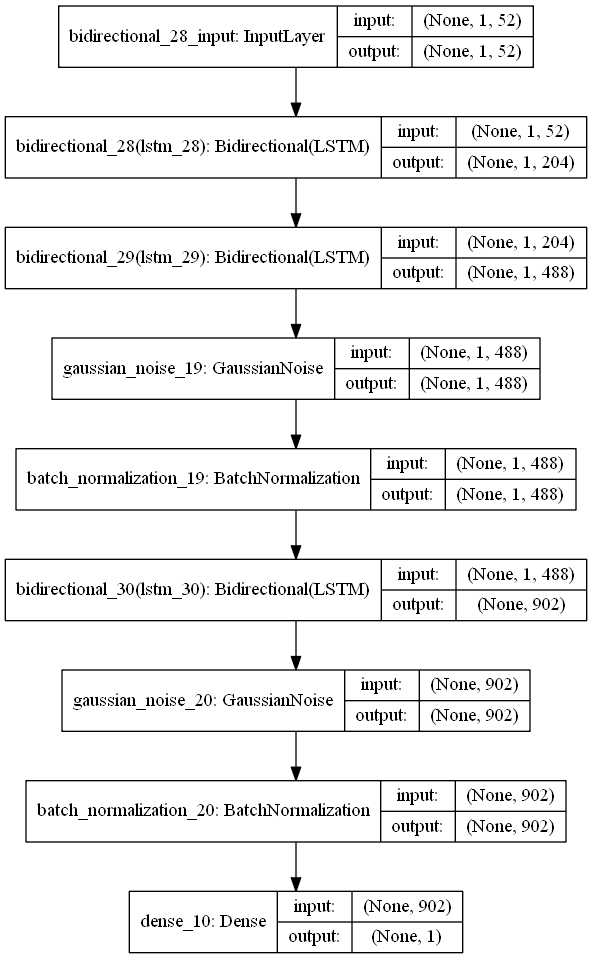 bidirectional_28_input: InputLayer
input: (None, 1, 52)
output: (None, 1, 52)
bidirectional_28(lstm_28): Bidirectional(LSTM)
input: (None, 1, 52)
output: (None, 1, 204)
bidirectional_29(lstm_29): Bidirectional(LSTM)
input: (None, 1, 204)
output: (None, 1, 488)
gaussian_noise_19: GaussianNoise
input: (None, 1, 488)
output: (None, 1, 488)
batch_normalization_19: BatchNormalization
input: (None, 1, 488)
output: (None, 1, 488)
bidirectional_30(lstm_30): Bidirectional(LSTM)
input: (None, 1, 488)
output: (None, 902)
gaussian_noise_20: GaussianNoise
input: (None, 902)
output: (None, 902)
batch_normalization_20: BatchNormalization
input: (None, 902)
output: (None, 902)
dense_10: Dense
input: (None, 902)
output: (None, 1)